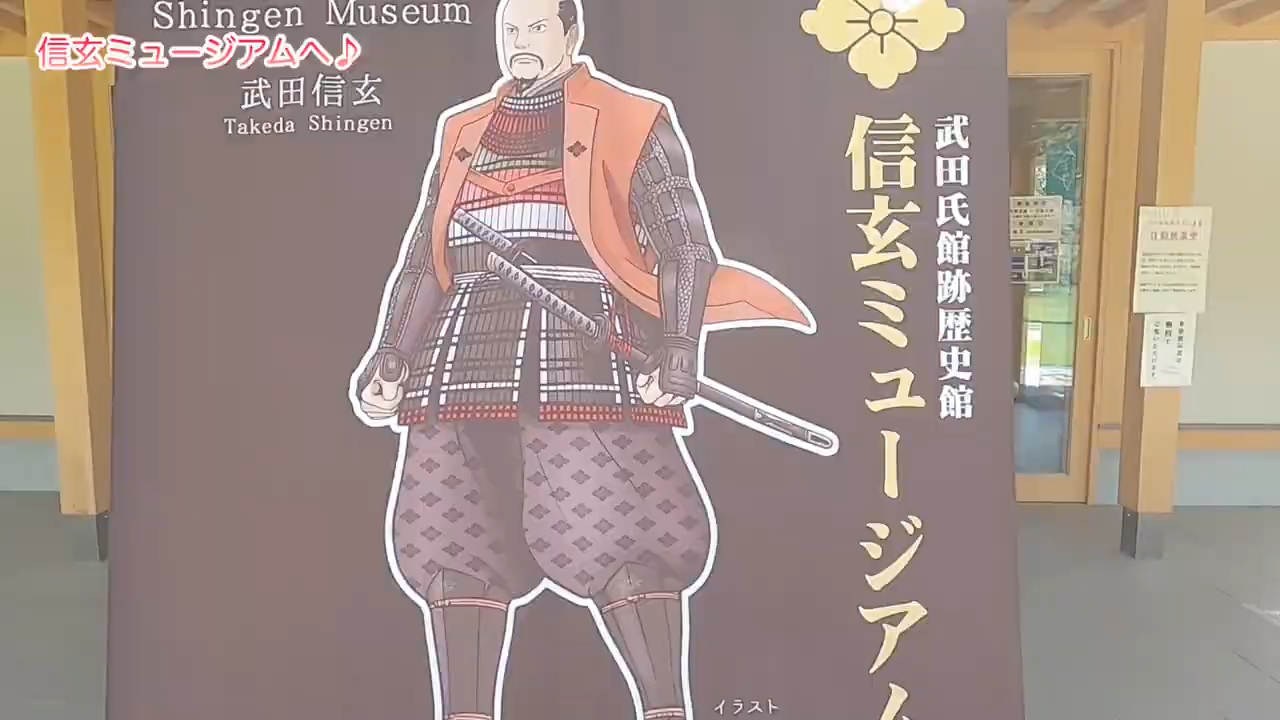 Shingen Museum
信玄ミュージアムへ♪
武田信玄
Takeda Shingen
武田氏館跡歴史館
信玄ミュージアム
イラスト